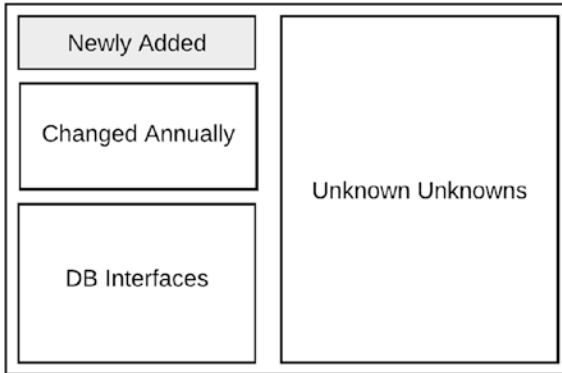 Newly Added
Changed Annually
DB Interfaces
Unknown Unknowns